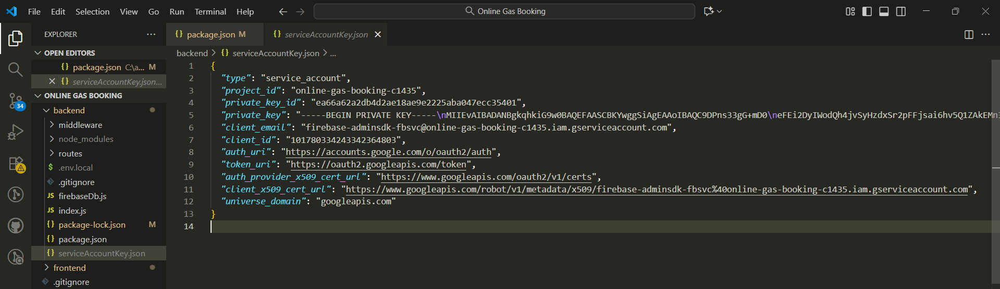 File Edit Selection View Go Run Terminal Help
Online Gas Booking
EXPLORER
OPEN EDITORS
package.json C:\a... M
serviceAccountKey.json...
ONLINE GAS BOOKING
backend
middleware
node_modules
routes
.env.local
.gitignore
firebaseDb.js
index.js
package-lock.json M
package.json
serviceAccountKey.json
frontend
.gitignore
34
package.json M
serviceAccountKey.json
backend > serviceAccountKey.json > ...
1 {
2 "type": "service_account",
3 "project_id": "online-gas-booking-c1435",
4 "private_key_id": "ea66a62a2db4d2ae18ae9e2225aba047ecc35401",
5 "private_key": "-----BEGIN PRIVATE KEY-----\nMIIEvAIBADANBgkqhkiG9w0BAQEFAASCBKYwggSiAgEAAoIBAQC9DPns33gG+mD0\neFEi2DyIWodQh4jvSyHzdxSr2pFFjsai6hv5Q1ZAkEMn
6 "client_email": "firebase-adminsdk-fbsvc@online-gas-booking-c1435.iam.gserviceaccount.com",
7 "client_id": "101780334243342364803",
8 "auth_uri": "https://accounts.google.com/o/oauth2/auth",
9 "token_uri": "https://oauth2.googleapis.com/token",
10 "auth_provider_x509_cert_url": "https://www.googleapis.com/oauth2/v1/certs",
11 "client_x509_cert_url": "https://www.googleapis.com/robot/v1/metadata/x509/firebase-adminsdk-fbsvc%40online-gas-booking-c1435.iam.gserviceaccount.com",
12 "universe_domain": "googleapis.com"
13 }
14